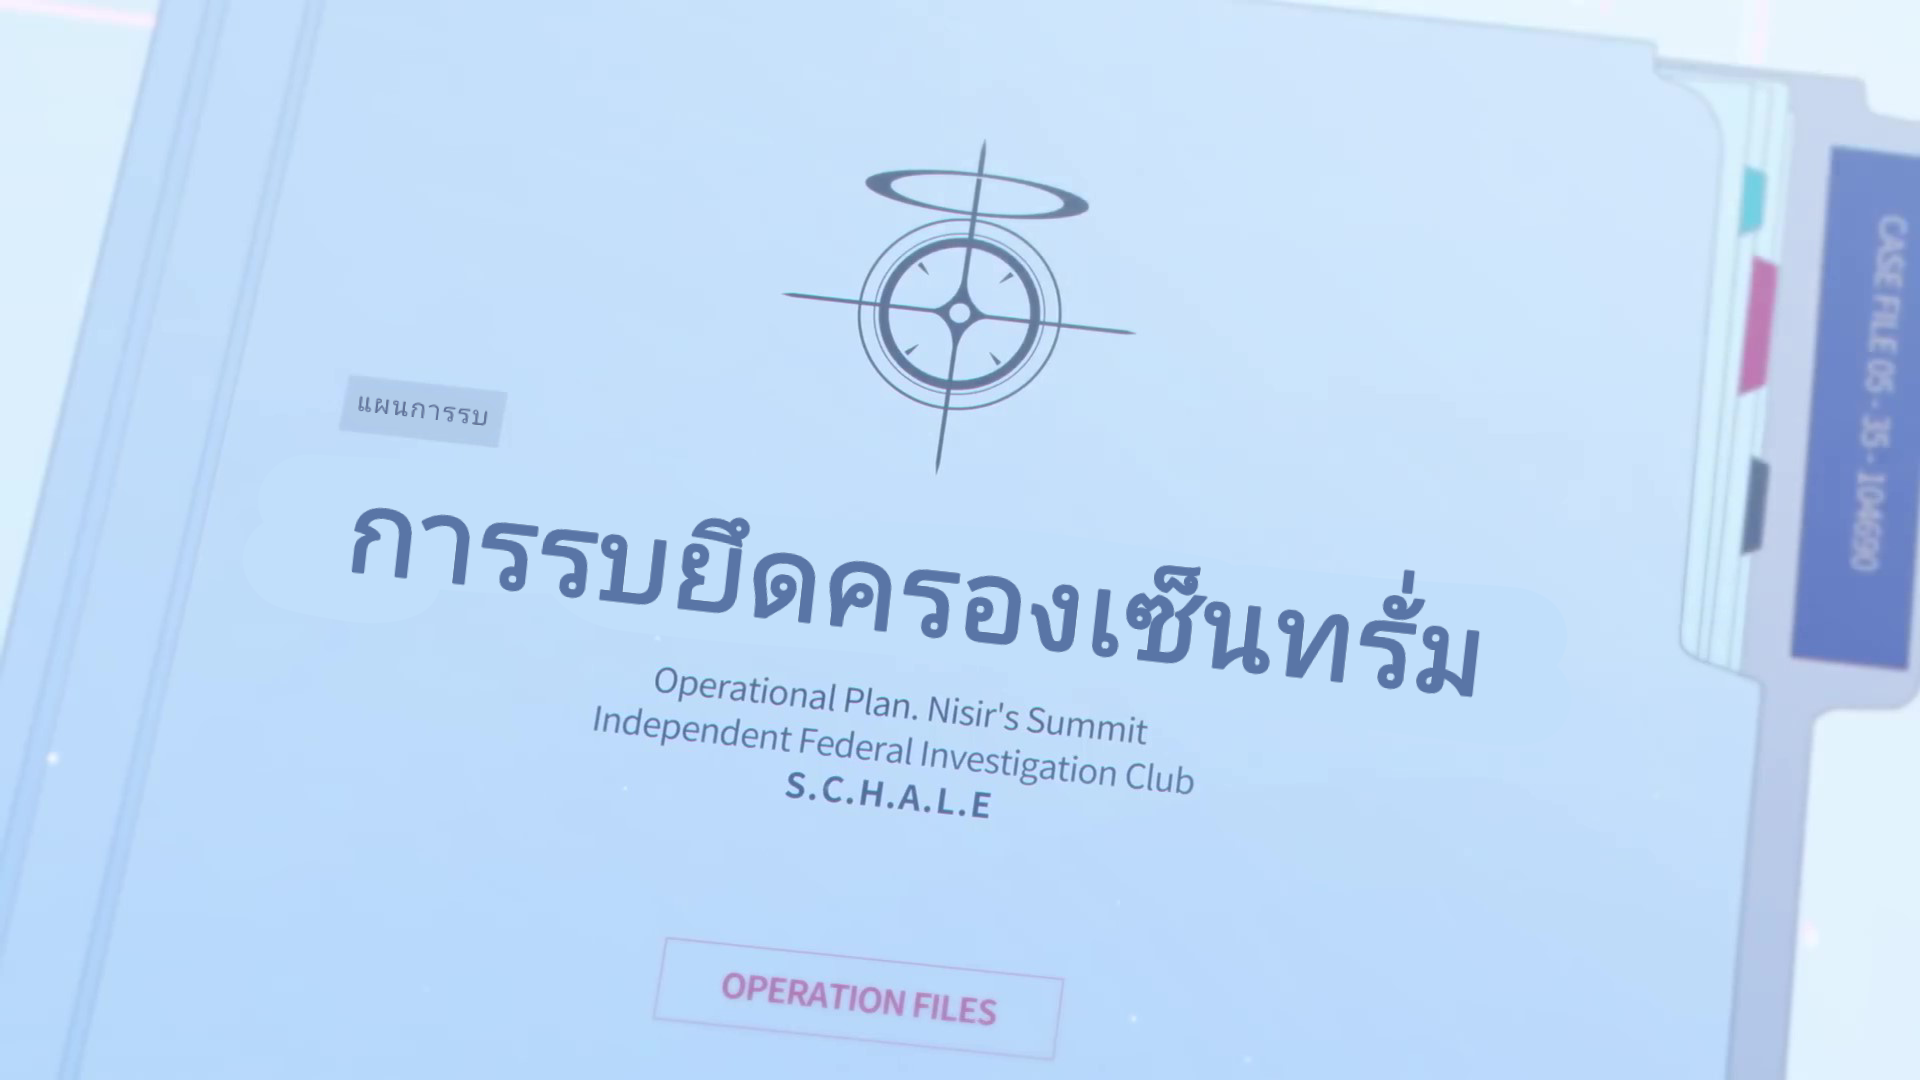 แผนการรบ
การรบยึดครองเซ็นทรั่ม
Operational Plan. Nisir's Summit
Independent Federal Investigation Club
S.C.H.A.L.E
OPERATION FILES
CASE FILE 05 - 35 - 104690